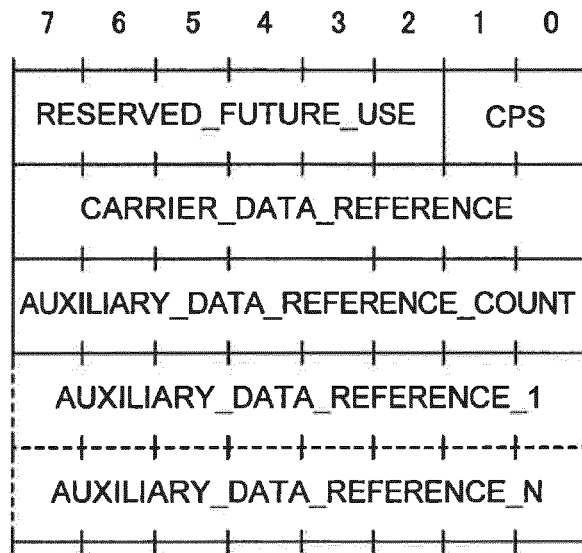 7 6 5 4 3 2 1 0
RESERVED_FUTURE_USE CPS
CARRIER_DATA_REFERENCE
AUXILIARY_DATA_REFERENCE_COUNT
AUXILIARY_DATA_REFERENCE_1
AUXILIARY_DATA_REFERENCE_N